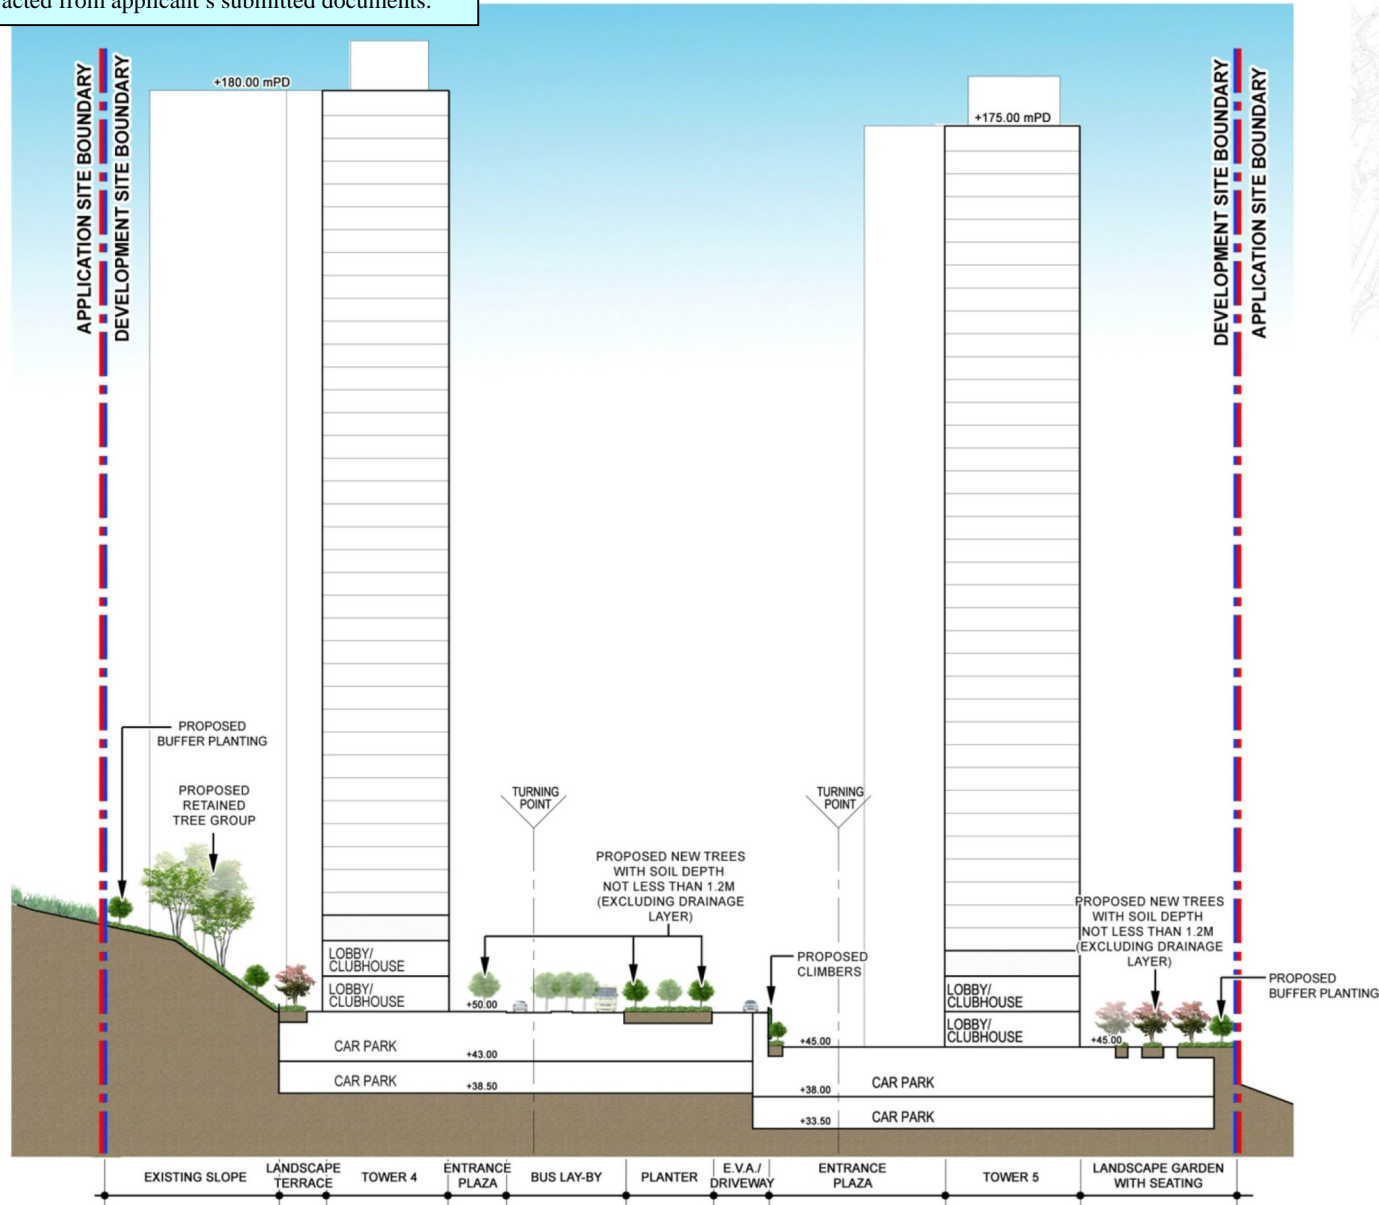 acted from applicant's submitted documents.
APPLICATION SITE BOUNDARY
DEVELOPMENT SITE BOUNDARY
+180.00 mPD
+175.00 mPD
DEVELOPMENT SITE BOUNDARY
APPLICATION SITE BOUNDARY
PROPOSED
BUFFER PLANTING
PROPOSED
RETAINED
TREE GROUP
TURNING
POINT
TURNING
POINT
PROPOSED NEW TREES
WITH SOIL DEPTH
NOT LESS THAN 1.2M
(EXCLUDING DRAINAGE
LAYER)
PROPOSED NEW TREES
WITH SOIL DEPTH
NOT LESS THAN 1.2M
(EXCLUDING DRAINAGE
LAYER)
PROPOSED
CLIMBERS
PROPOSED
BUFFER PLANTING
LOBBY/
CLUBHOUSE
LOBBY/
CLUBHOUSE
+50.00
LOBBY/
CLUBHOUSE
LOBBY/
CLUBHOUSE
+45.00
+45.00
CAR PARK
+43.00
CAR PARK
+38.50
CAR PARK
+38.00
CAR PARK
+33.50
EXISTING SLOPE
LANDSCAPE
TERRACE
TOWER 4
ENTRANCE
PLAZA
BUS LAY-BY
PLANTER
E.V.A./
DRIVEWAY
ENTRANCE
PLAZA
TOWER 5
LANDSCAPE GARDEN
WITH SEATING